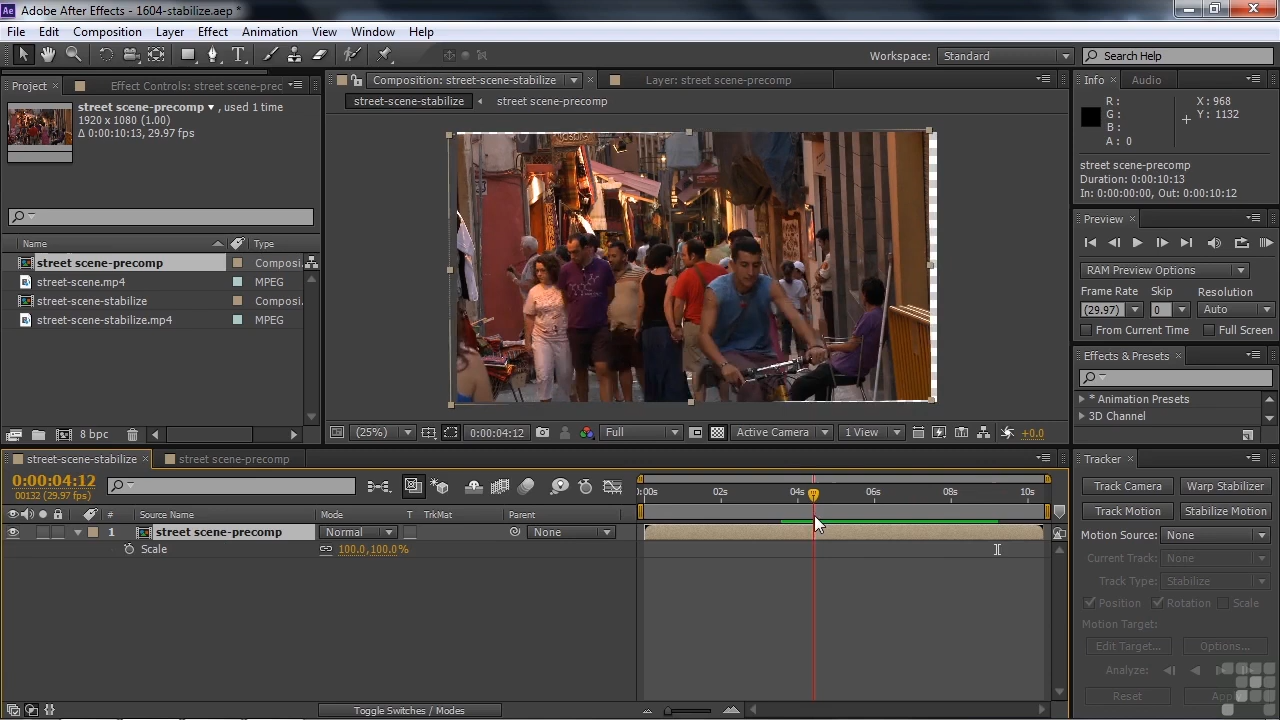 Ae Adobe After Effects - 1604-stabilize.aep *
File Edit Composition Layer Effect Animation View Window Help
Workspace: Standard Search Help
Project Effect Controls: street scene-prec
Composition: street-scene-stabilize Layer: street scene-precomp
Info Audio
street-scene-stabilize street scene-precomp
street scene-precomp , used 1 time
1920 x 1080 (1.00)
Δ 0:00:10:13, 29.97 fps
R :
G :
B :
A : 0
X : 968
Y : 1132
street scene-precomp
Duration: 0:00:10:13
In: 0:00:00:00, Out: 0:00:10:12
Preview
RAM Preview Options
Frame Rate Skip Resolution
(29.97) 0 Auto
From Current Time Full Screen
Effects & Presets
* Animation Presets
3D Channel
Name Type
street scene-precomp Composi
street-scene.mp4 MPEG
street-scene-stabilize Composi
street-scene-stabilize.mp4 MPEG
8 bpc
(25%) 0:00:04:12 Full Active Camera 1 View +0.0
street-scene-stabilize street scene-precomp
0:00:04:12
00132 (29.97 fps)
:00s 02s 04s 06s 08s 10s
# Source Name Mode T TrkMat Parent
1 street scene-precomp Normal None
Scale 100.0,100.0%
Toggle Switches / Modes
Tracker
Track Camera Warp Stabilizer
Track Motion Stabilize Motion
Motion Source: None
Current Track: None
Track Type: Stabilize
Position Rotation Scale
Motion Target:
Edit Target... Options...
Analyze:
Reset